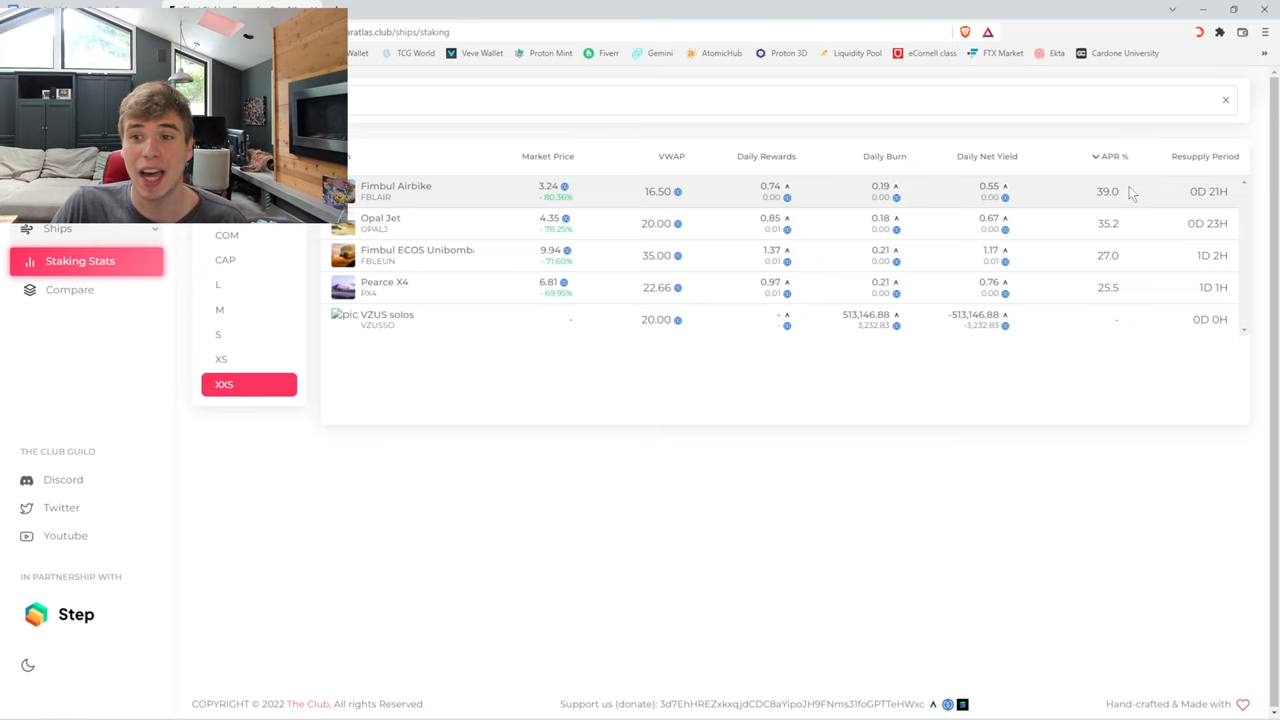 aratlas.club/ships/staking
Wallet TCG World Veve Wallet Proton Mint Fiverr Gemini AtomicHub Proton 3D Liquidity Pool eCornell class FTX Market Ekta Cardone University
Market Price VWAP Daily Rewards Daily Burn Daily Net Yield APR % Resupply Period
Fimbul Airbike 3.24 16.50 0.74 0.19 0.55 39.0 0D 21H
FBLAIR - 80.36% 0.00 0.00 0.00
Opal Jet 4.35 20.00 0.85 0.18 0.67 35.2 0D 23H
OPALJ - 78.25% 0.01 0.00 0.00
Fimbul ECOS Unibomba 9.94 35.00 1.37 0.21 1.17 27.0 1D 2H
FBLEUN - 71.60% 0.01 0.00 0.01
Pearce X4 6.81 22.66 0.97 0.21 0.76 25.5 1D 1H
PX4 - 69.95% 0.01 0.00 0.00
pic VZUS solos - 20.00 - 513,146.88 -513,146.88 - 0D 0H
VZUSSO - 3,232.83 -3,232.83
Ships
Staking Stats
Compare
COM
CAP
L
M
S
XS
XXS
THE CLUB GUILD
Discord
Twitter
Youtube
IN PARTNERSHIP WITH
Step
COPYRIGHT © 2022 The Club, All rights Reserved
Support us (donate): 3d7EhHREZxkxqjdCDC8aYipoJH9FNms31foGPTTeHWxc
Hand-crafted & Made with